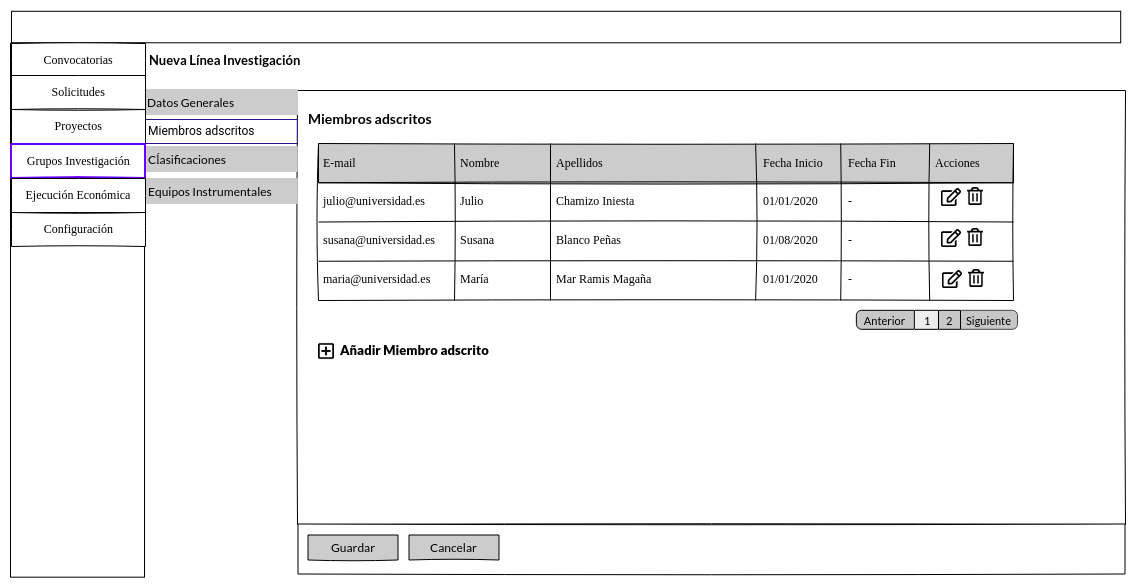 Convocatorias
Solicitudes
Proyectos
Grupos Investigación
Ejecución Económica
Configuración
Nueva Línea Investigación
Datos Generales
Miembros adscritos
Clasificaciones
Equipos Instrumentales
Miembros adscritos
E-mail Nombre Apellidos Fecha Inicio Fecha Fin Acciones
julio@universidad.es Julio Chamizo Iniesta 01/01/2020 -
susana@universidad.es Susana Blanco Peñas 01/08/2020 -
maria@universidad.es María Mar Ramis Magaña 01/01/2020 -
Anterior 1 2 Siguiente
Añadir Miembro adscrito
Guardar Cancelar